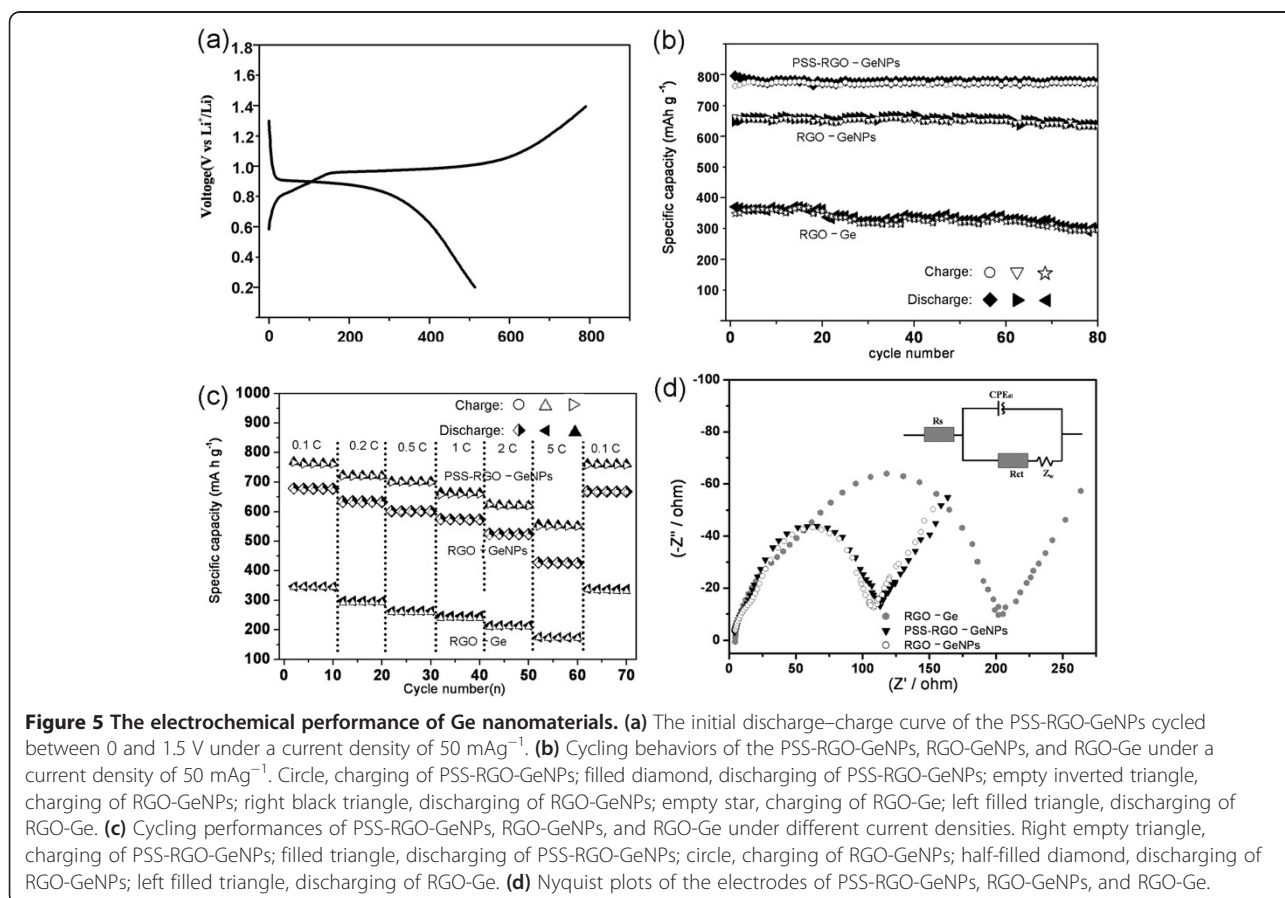 (a)
1.8
1.6
1.4
1.2
1.0
0.8
0.6
0.4
0.2
Voltoge(V vs Li⁺/Li)
0 200 400 600 800
(b)
800
700
600
500
400
300
200
100
Specific capacity (mAh g⁻¹)
PSS-RGO–GeNPs
RGO–GeNPs
RGO–Ge
Charge:
Discharge:
0 20 40 60 80
cycle number
(c)
1000
900
800
700
600
500
400
300
200
100
Specific capacity (mA h g⁻¹)
Charge:
Discharge:
0.1 C 0.2 C 0.5 C 1 C 2 C 5 C 0.1 C
PSS-RGO–GeNPs
RGO–GeNPs
RGO–Ge
0 10 20 30 40 50 60 70
Cycle number(n)
(d)
-100
-80
-60
-40
-20
0
(-Z'' / ohm)
CPEe
Rs
Rct
Zw
RGO–Ge
PSS-RGO–GeNPs
RGO–GeNPs
0 50 100 150 200 250
(Z' / ohm)
Figure 5 The electrochemical performance of Ge nanomaterials. (a) The initial discharge–charge curve of the PSS-RGO-GeNPs cycled
between 0 and 1.5 V under a current density of 50 mAg⁻¹. (b) Cycling behaviors of the PSS-RGO-GeNPs, RGO-GeNPs, and RGO-Ge under a
current density of 50 mAg⁻¹. Circle, charging of PSS-RGO-GeNPs; filled diamond, discharging of PSS-RGO-GeNPs; empty inverted triangle,
charging of RGO-GeNPs; right black triangle, discharging of RGO-GeNPs; empty star, charging of RGO-Ge; left filled triangle, discharging of
RGO-Ge. (c) Cycling performances of PSS-RGO-GeNPs, RGO-GeNPs, and RGO-Ge under different current densities. Right empty triangle,
charging of PSS-RGO-GeNPs; filled triangle, discharging of PSS-RGO-GeNPs; circle, charging of RGO-GeNPs; half-filled diamond, discharging of
RGO-GeNPs; left filled triangle, discharging of RGO-Ge. (d) Nyquist plots of the electrodes of PSS-RGO-GeNPs, RGO-GeNPs, and RGO-Ge.